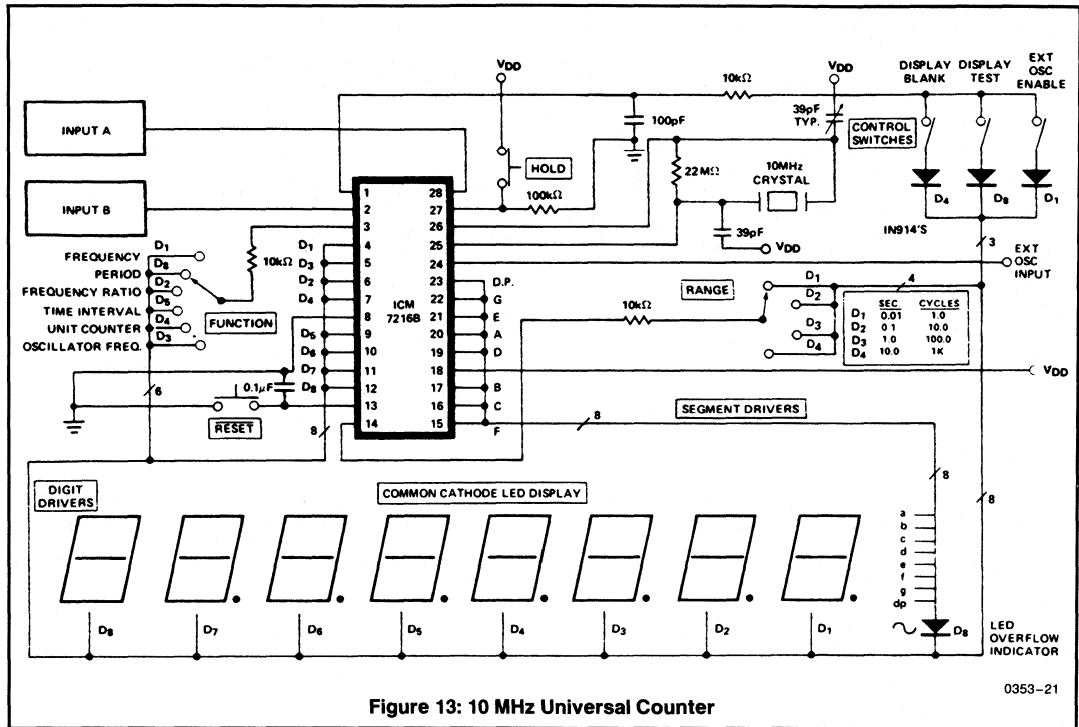 VDD
VDD
DISPLAY BLANK
DISPLAY TEST
EXT OSC ENABLE
10kΩ
39pF TYP.
100pF
CONTROL SWITCHES
INPUT A
HOLD
22MΩ
10MHz CRYSTAL
D4
D8
D1
INPUT B
100kΩ
39pF
VDD
IN914'S
3
EXT OSC INPUT
1
2
3
4
5
6
7
8
9
10
11
12
13
14
28
27
26
25
24
23
22
21
20
19
18
17
16
15
ICM
7216B
D1
D3
D2
D4
D5
D6
D7
D8
8
D.P.
G
E
A
D
B
C
F
FREQUENCY
PERIOD
FREQUENCY RATIO
TIME INTERVAL
UNIT COUNTER
OSCILLATOR FREQ.
D1
D8
D2
D5
D4
D3
10kΩ
FUNCTION
6
0.1μF
RESET
10kΩ
RANGE
D1
D2
D3
D4
4
SEC. CYCLES
D1 0.01 1.0
D2 0 1 10.0
D3 1.0 100.0
D4 10.0 1K
VDD
SEGMENT DRIVERS
8
8
8
DIGIT DRIVERS
COMMON CATHODE LED DISPLAY
a
b
c
d
e
f
g
dp
D8
D7
D6
D5
D4
D3
D2
D1
D8
LED OVERFLOW INDICATOR
0353–21
Figure 13: 10 MHz Universal Counter